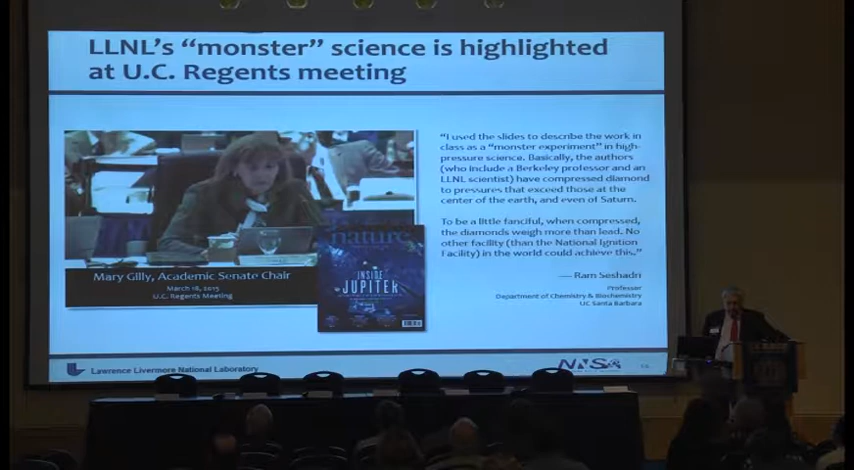 LLNL's "monster" science is highlighted
at U.C. Regents meeting
"I used the slides to describe the work in
class as a "monster experiment" in high-
pressure science. Basically, the authors
(who include a Berkeley professor and an
LLNL scientist) have compressed diamond
to pressures that exceed those at the
center of the earth, and even of Saturn.
To be a little fanciful, when compressed,
the diamonds weigh more than lead. No
other facility (than the National Ignition
Facility) in the world could achieve this."
— Ram Seshadri
Professor
Department of Chemistry & Biochemistry
UC Santa Barbara
nature
INSIDE
JUPITER
Mary Gilly, Academic Senate Chair
March 18, 2015
U.C. Regents Meeting
Lawrence Livermore National Laboratory
NNSA